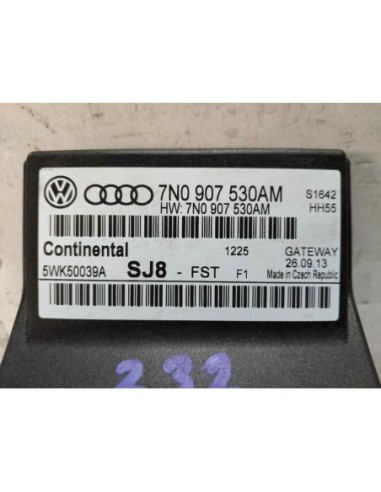 7N0 907 530AM
S1642
HW: 7N0 907 530AM
HH55
Continental
1225
GATEWAY
5WK50039A
SJ8 - FST F1
26.09.13
Made in Czech Republic
232